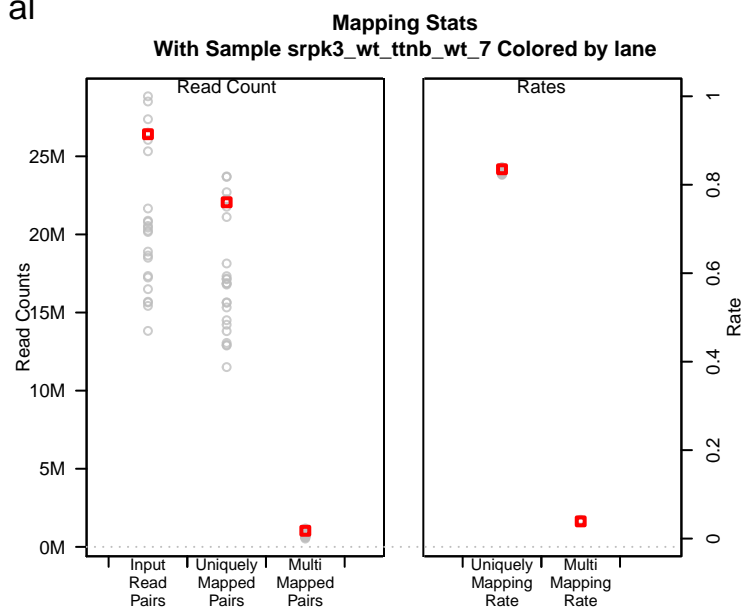 al
Mapping Stats
With Sample srpk3_wt_ttnb_wt_7 Colored by lane
Read Count
Rates
Read Counts
25M
20M
15M
10M
5M
0M
Input
Read
Pairs
Uniquely
Mapped
Pairs
Multi
Mapped
Pairs
Uniquely
Mapping
Rate
Multi
Mapping
Rate
1
0.8
0.6
0.4
0.2
0
Rate